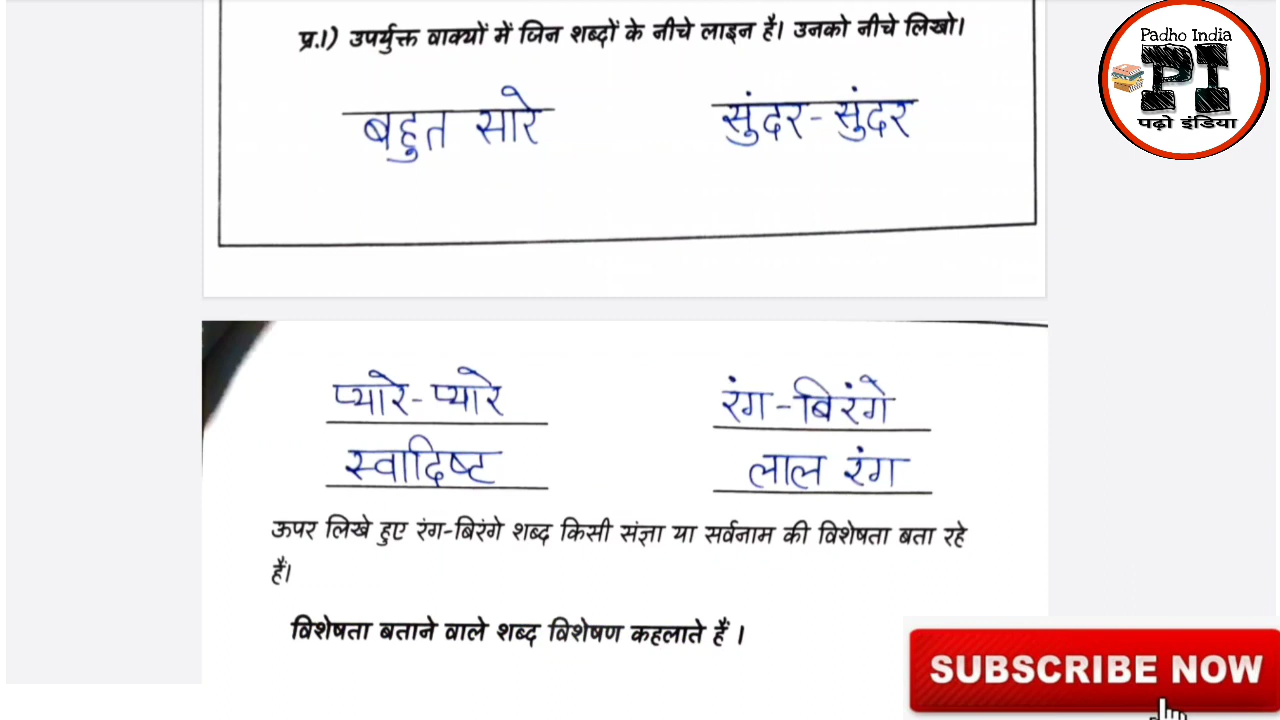 प्र.1) उपर्युक्त वाक्यों में जिन शब्दों के नीचे लाइन है। उनको नीचे लिखो।
Padho India
PI
पढ़ो इंडिया
बहुत सारे सुंदर-सुंदर
प्यारे-प्यारे रंग-बिरंगे
स्वादिष्ट लाल रंग
ऊपर लिखे हुए रंग-बिरंगे शब्द किसी संज्ञा या सर्वनाम की विशेषता बता रहे
हैं।
विशेषता बताने वाले शब्द विशेषण कहलाते हैं ।
SUBSCRIBE NOW